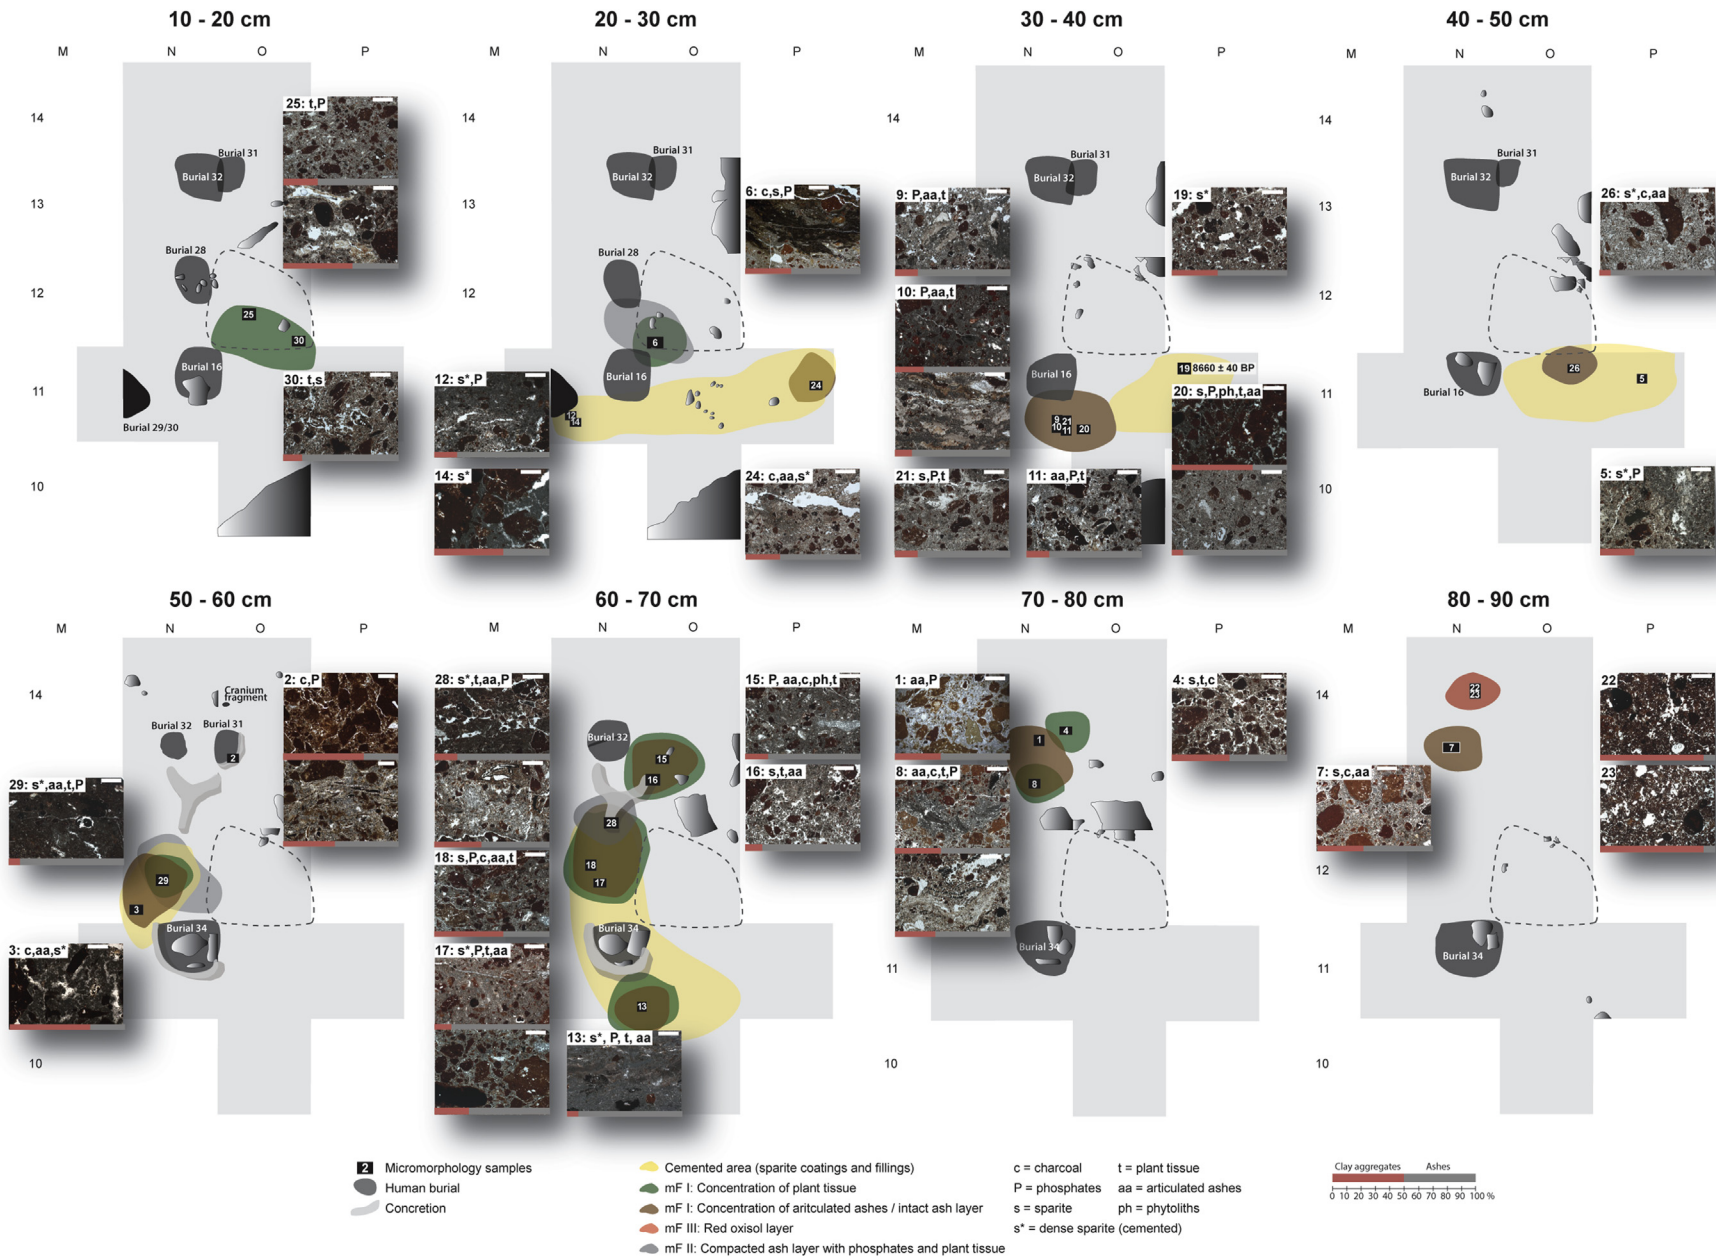 10 - 20 cm
20 - 30 cm
30 - 40 cm
40 - 50 cm
M N O P
M N O P
N O P
M N O P
14
13
12
11
10
25: t,P
Burial 31
Burial 32
Burial 28
25
30
Burial 16
Burial 29/30
30: t,s
14
13
12
11
10
Burial 31
Burial 32
6: c,s,P
Burial 28
6
Burial 16
12: s*,P
12
14
24
14: s*
24: c,aa,s*
14
Burial 31
Burial 32
9: P,aa,t
19: s*
10: P,aa,t
Burial 16
19
8660 ± 40 BP
20: s,P,ph,t,aa
9
10
21
11
20
21: s,P,t
11: aa,P,t
14
13
12
11
10
Burial 31
Burial 32
26: s*,c,aa
26
5
Burial 16
5: s*,P
50 - 60 cm
60 - 70 cm
70 - 80 cm
80 - 90 cm
M N O P
M N O P
M N O P
M N O P
14
10
Cranium
fragment
2: c,P
Burial 32
Burial 31
2
29: s*,aa,t,P
29
3
Burial 34
3: c,aa,s*
28: s*,t,aa,P
15: P, aa,c,ph,t
Burial 32
15
16
16: s,t,aa
28
18: s,P,c,aa,t
18
17
Burial 34
17: s*,P,t,aa
13
13: s*, P, t, aa
11
10
1: aa,P
4: s,t,c
4
1
8
8: aa,c,t,P
Burial 34
14
12
11
10
22
23
22
7
7: s,c,aa
23
Burial 34
2 Micromorphology samples
Human burial
Concretion
Cemented area (sparite coatings and fillings)
mF I: Concentration of plant tissue
mF I: Concentration of aritculated ashes / intact ash layer
mF III: Red oxisol layer
mF II: Compacted ash layer with phosphates and plant tissue
c = charcoal t = plant tissue
P = phosphates aa = articulated ashes
s = sparite ph = phytoliths
s* = dense sparite (cemented)
Clay aggregates Ashes
0 10 20 30 40 50 60 70 80 90 100 %